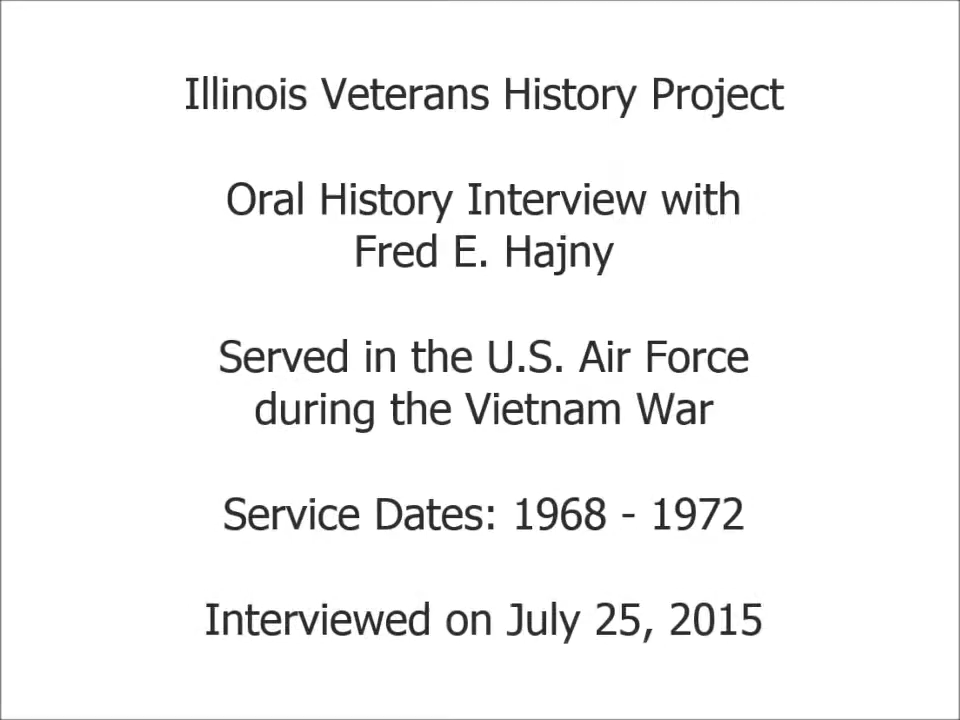 Illinois Veterans History Project
Oral History Interview with
Fred E. Hajny
Served in the U.S. Air Force
during the Vietnam War
Service Dates: 1968 - 1972
Interviewed on July 25, 2015